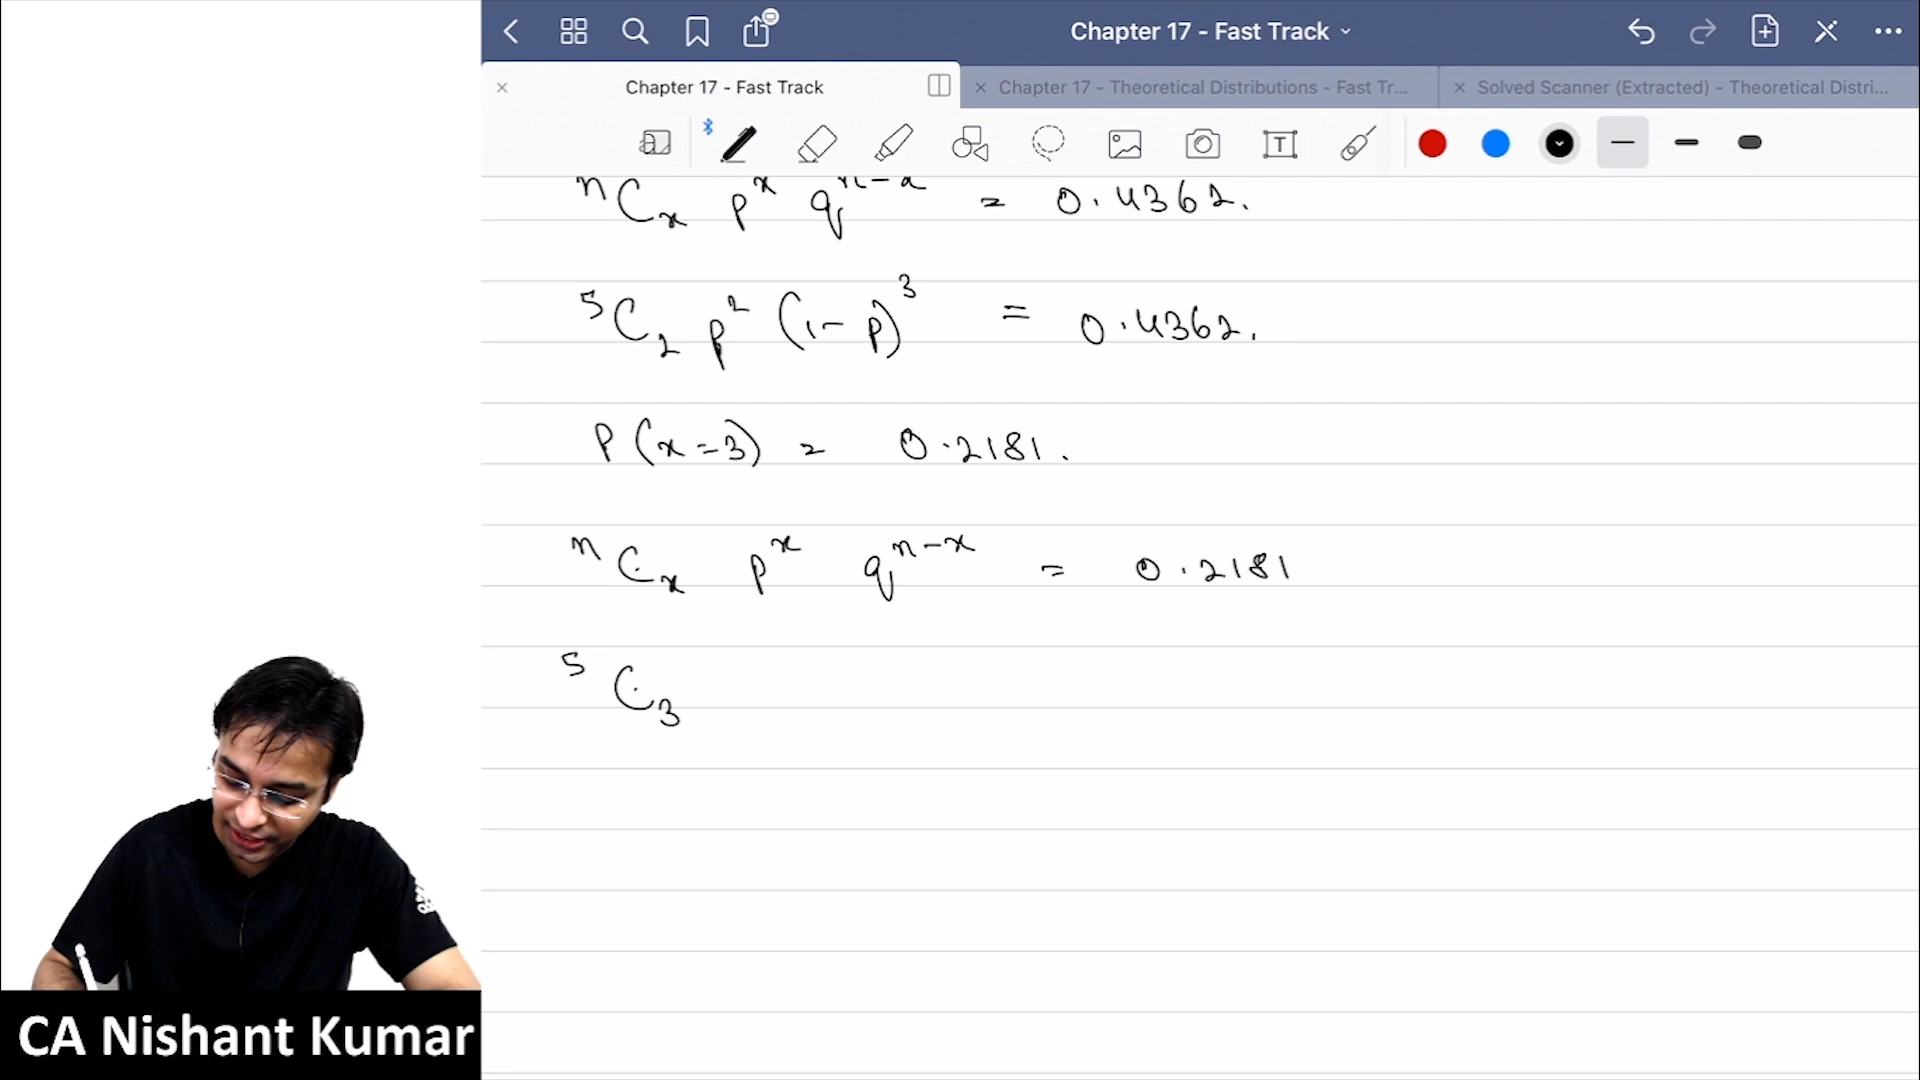 Chapter 17 - Fast Track
Chapter 17 - Fast Track
Chapter 17 - Theoretical Distributions - Fast Tr...
Solved Scanner (Extracted) - Theoretical Distri...
ⁿCₓ pˣ qⁿ⁻ˣ = 0.4362.
⁵C₂ p² (1-p)³ = 0.4362.
P(x=3) = 0.2181.
ⁿCₓ pˣ qⁿ⁻ˣ = 0.2181
⁵C₃
CA Nishant Kumar